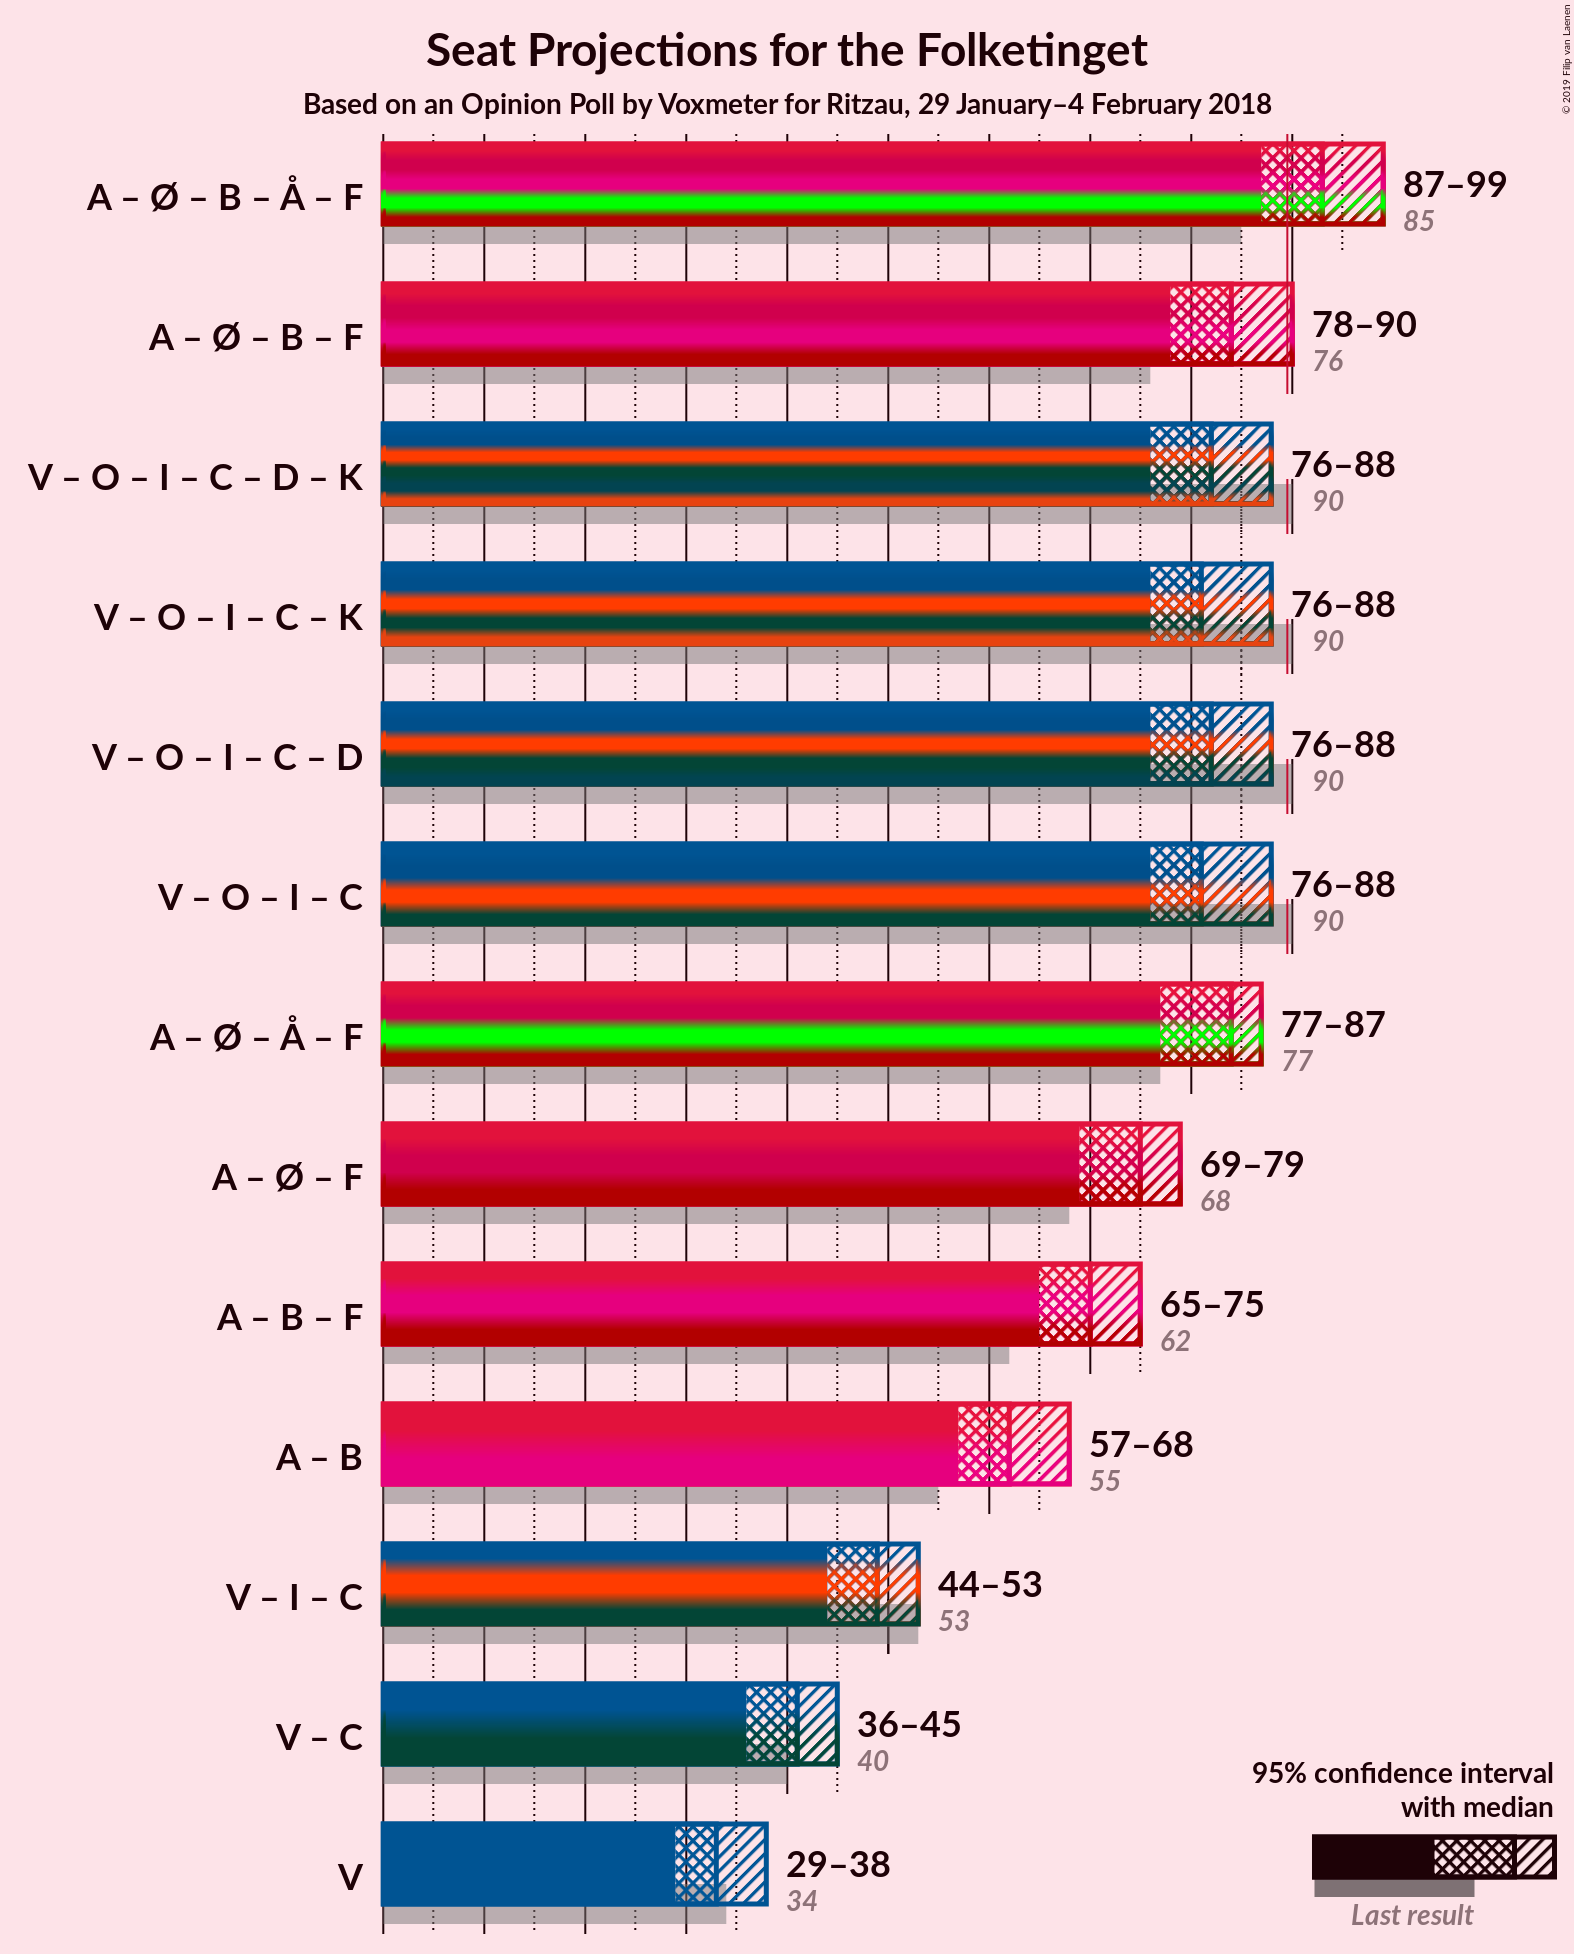 Seat Projections for the Folketinget
Based on an Opinion Poll by Voxmeter for Ritzau, 29 January–4 February 2018
© 2019 Filip van Laenen
A – Ø – B – Å – F
87–99
85
A – Ø – B – F
78–90
76
V – O – I – C – D – K
76–88
90
V – O – I – C – K
76–88
90
V – O – I – C – D
76–88
90
V – O – I – C
76–88
90
A – Ø – Å – F
77–87
77
A – Ø – F
69–79
68
A – B – F
65–75
62
A – B
57–68
55
V – I – C
44–53
53
V – C
36–45
40
V
29–38
34
95% confidence interval
with median
Last result